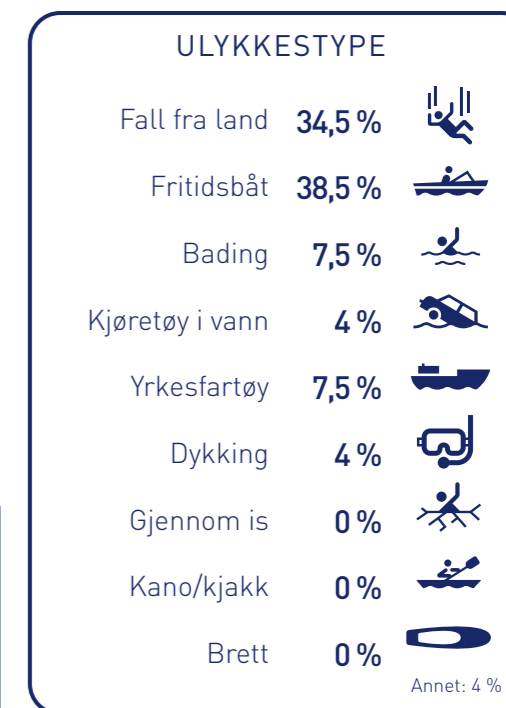 ULYKKESTYPE
Fall fra land 34,5 %
Fritidsbåt 38,5 %
Bading 7,5 %
Kjøretøy i vann 4 %
Yrkesfartøy 7,5 %
Dykking 4 %
Gjennom is 0 %
Kano/kjakk 0 %
Brett 0 %
Annet: 4 %